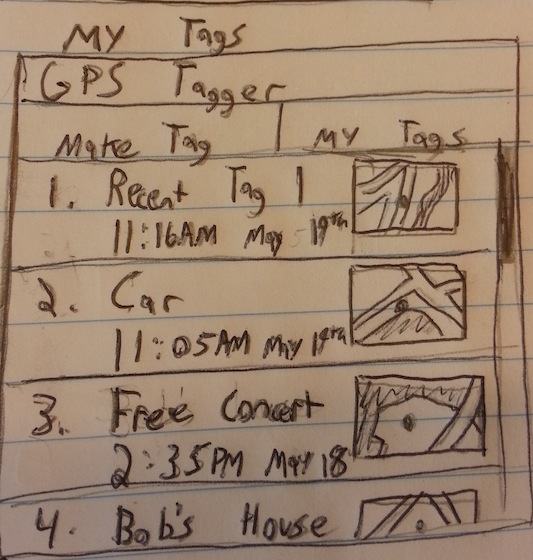 My Tags
GPS Tagger
Make Tag | My Tags
1. Recent Tag 1
11:16AM May 19th
2. Car
11:05AM May 19th
3. Free Concert
2:35PM May 18
4. Bob's House